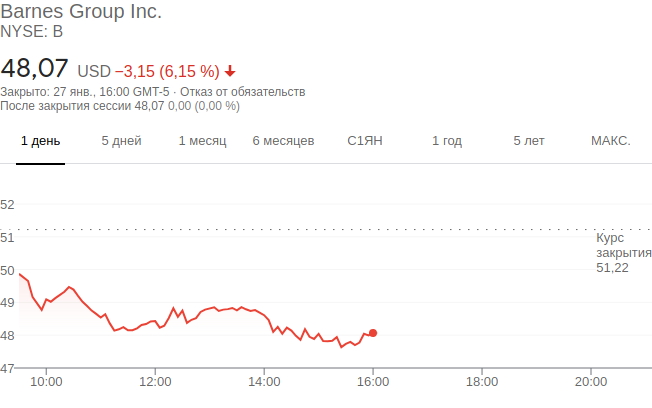 Barnes Group Inc.
NYSE: B
48,07 USD −3,15 (6,15 %)
Закрыто: 27 янв., 16:00 GMT-5 · Отказ от обязательств
После закрытия сессии 48,07 0,00 (0,00 %)
1 день 5 дней 1 месяц 6 месяцев С1ЯН 1 год 5 лет МАКС.
52
51
50
49
48
47
Курс
закрытия
51,22
10:00 12:00 14:00 16:00 18:00 20:00